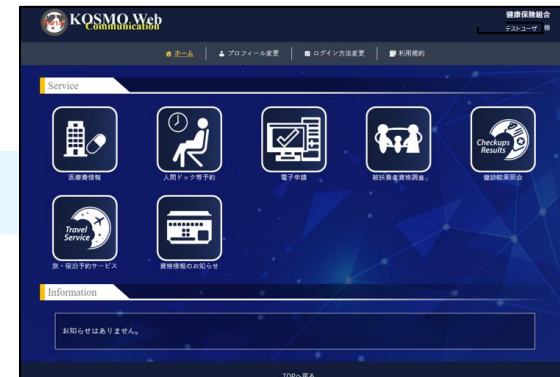 KOSMO Web
Communication
健康保険組合
テストユーザ 様
ホーム
プロフィール変更
ログイン方法変更
利用規約
Service
医療費情報
人間ドック等予約
電子申請
被扶養者資格調査。
Checkups
Results
健診結果照会
Travel
Service
旅・宿泊予約サービス
資格情報のお知らせ
Information
お知らせはありません。
TOPへ戻る